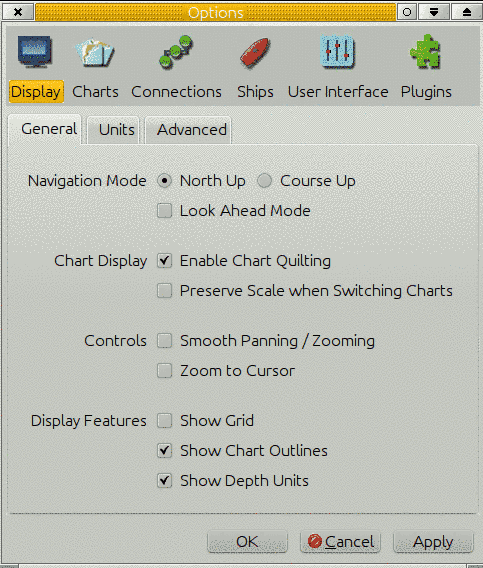 Options
Display Charts Connections Ships User Interface Plugins
General Units Advanced
Navigation Mode North Up Course Up
Look Ahead Mode
Chart Display Enable Chart Quilting
Preserve Scale when Switching Charts
Controls Smooth Panning / Zooming
Zoom to Cursor
Display Features Show Grid
Show Chart Outlines
Show Depth Units
OK Cancel Apply